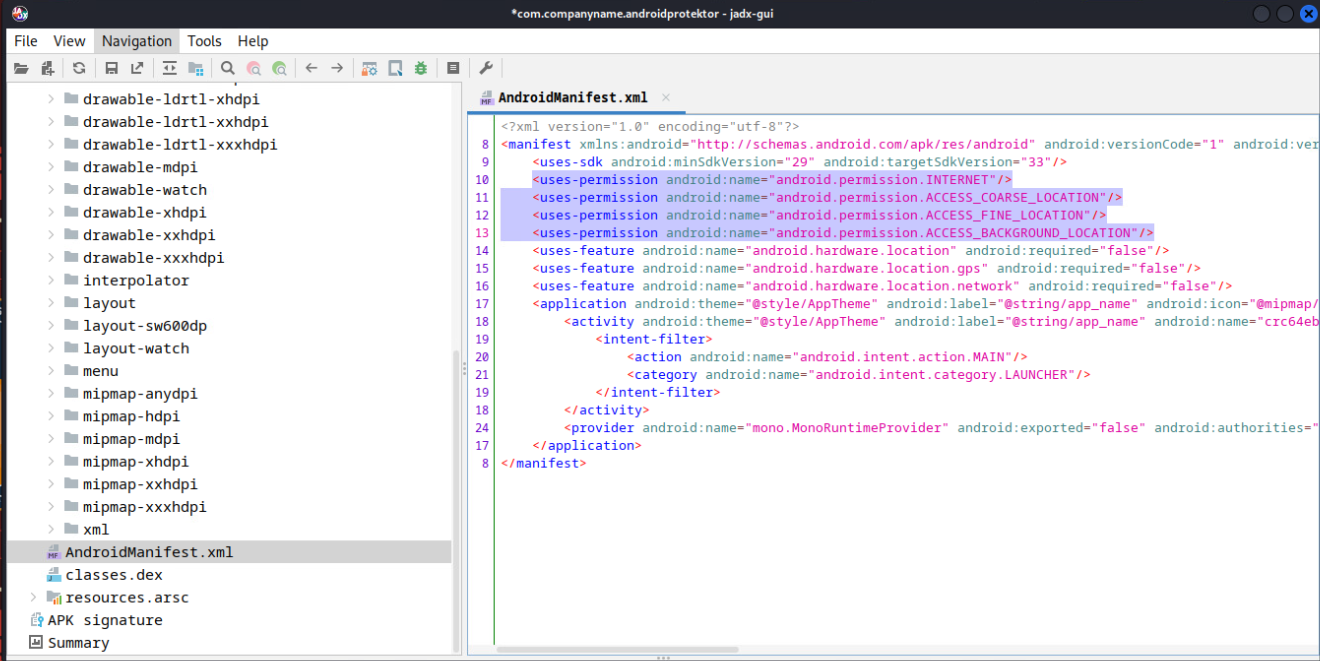 *com.companyname.androidprotektor - jadx-gui
File View Navigation Tools Help
drawable-ldrtl-xhdpi
drawable-ldrtl-xxhdpi
drawable-ldrtl-xxxhdpi
drawable-mdpi
drawable-watch
drawable-xhdpi
drawable-xxhdpi
drawable-xxxhdpi
interpolator
layout
layout-sw600dp
layout-watch
menu
mipmap-anydpi
mipmap-hdpi
mipmap-mdpi
mipmap-xhdpi
mipmap-xxhdpi
mipmap-xxxhdpi
xml
MF AndroidManifest.xml
classes.dex
resources.arsc
APK signature
Summary
MF AndroidManifest.xml ×
<?xml version="1.0" encoding="utf-8"?>
8 <manifest xmlns:android="http://schemas.android.com/apk/res/android" android:versionCode="1" android:ver
9 <uses-sdk android:minSdkVersion="29" android:targetSdkVersion="33"/>
10 <uses-permission android:name="android.permission.INTERNET"/>
11 <uses-permission android:name="android.permission.ACCESS_COARSE_LOCATION"/>
12 <uses-permission android:name="android.permission.ACCESS_FINE_LOCATION"/>
13 <uses-permission android:name="android.permission.ACCESS_BACKGROUND_LOCATION"/>
14 <uses-feature android:name="android.hardware.location" android:required="false"/>
15 <uses-feature android:name="android.hardware.location.gps" android:required="false"/>
16 <uses-feature android:name="android.hardware.location.network" android:required="false"/>
17 <application android:theme="@style/AppTheme" android:label="@string/app_name" android:icon="@mipmap/
18 <activity android:theme="@style/AppTheme" android:label="@string/app_name" android:name="crc64eb
19 <intent-filter>
20 <action android:name="android.intent.action.MAIN"/>
21 <category android:name="android.intent.category.LAUNCHER"/>
19 </intent-filter>
18 </activity>
24 <provider android:name="mono.MonoRuntimeProvider" android:exported="false" android:authorities="
17 </application>
8 </manifest>